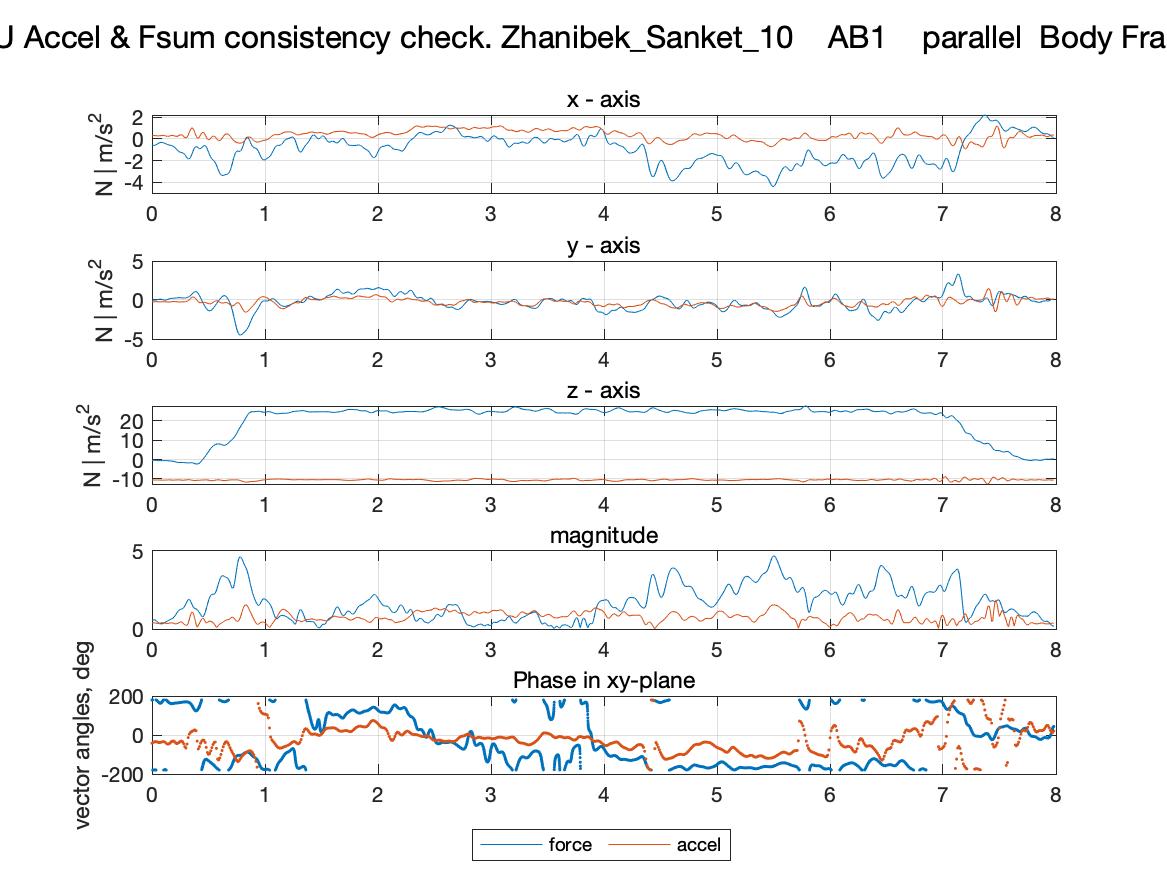 U Accel & Fsum consistency check. Zhanibek_Sanket_10 AB1 parallel Body Fra
x - axis
N | m/s²
2
0
-2
-4
0 1 2 3 4 5 6 7 8
y - axis
N | m/s²
5
0
-5
0 1 2 3 4 5 6 7 8
z - axis
N | m/s²
20
10
0
-10
0 1 2 3 4 5 6 7 8
magnitude
5
0
0 1 2 3 4 5 6 7 8
Phase in xy-plane
vector angles, deg
200
0
-200
0 1 2 3 4 5 6 7 8
force accel